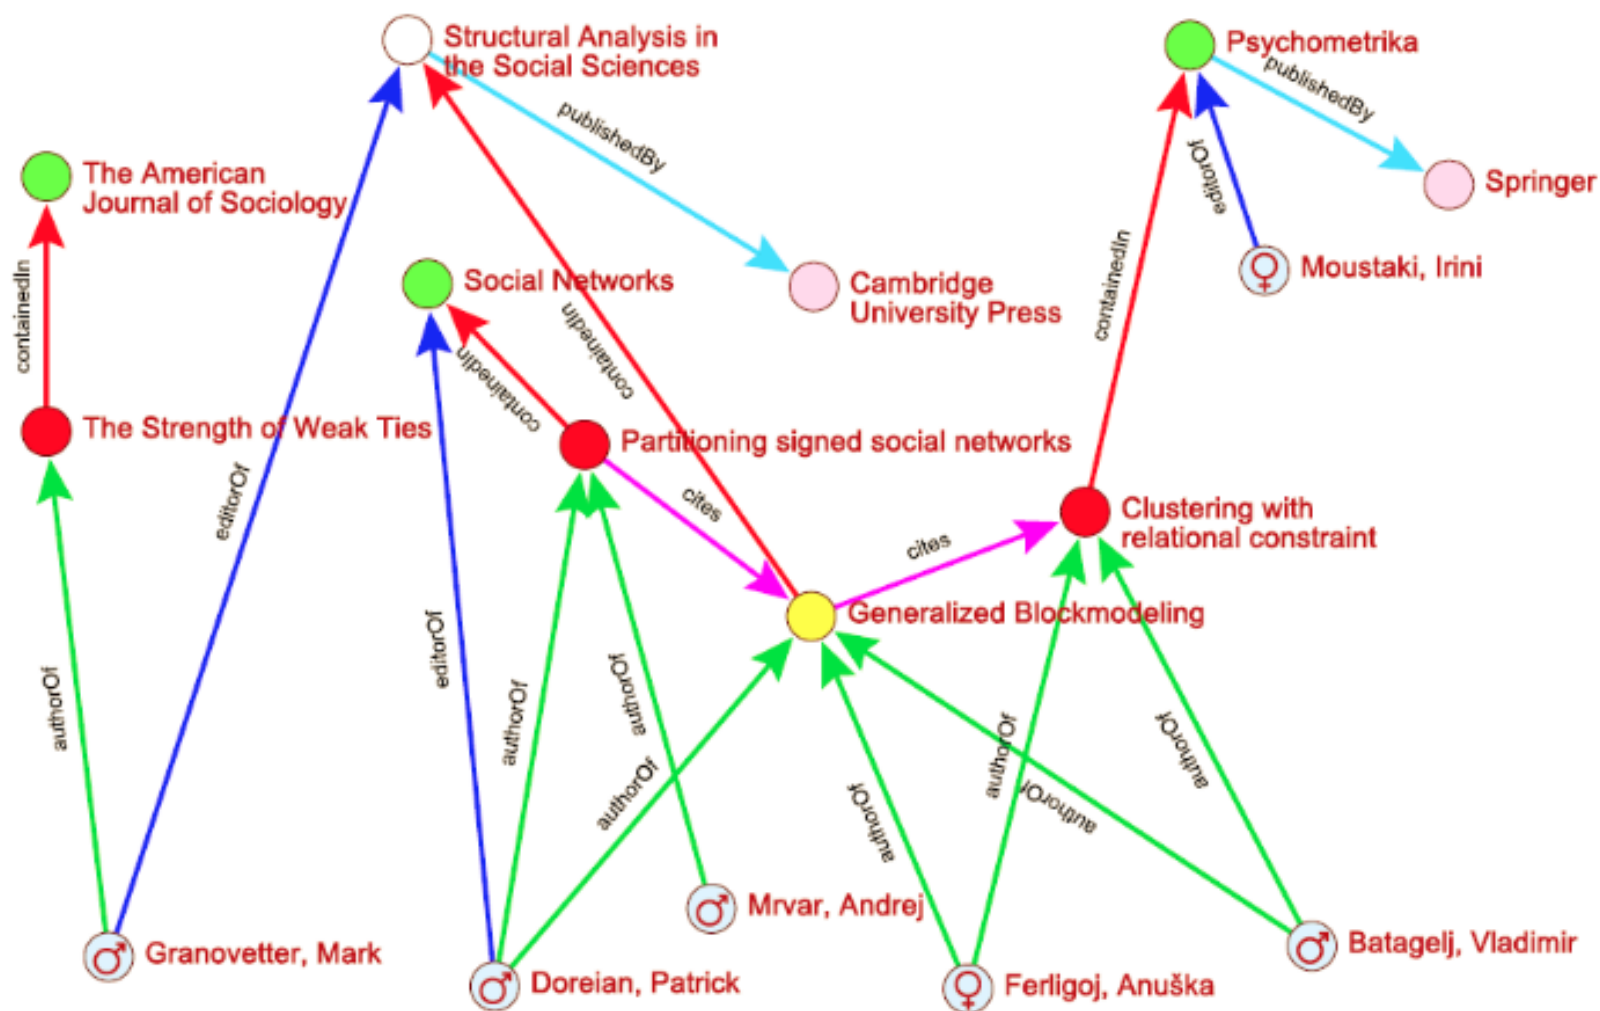 Structural Analysis in
the Social Sciences
Psychometrika
publishedBy
publishedBy
The American
Journal of Sociology
Springer
editorOf
Moustaki, Irini
Social Networks
Cambridge
University Press
containedIn
containedIn
containedIn
containedIn
The Strength of Weak Ties
Partitioning signed social networks
editorOf
cites
Clustering with
relational constraint
cites
Generalized Blockmodeling
editorOf
authorOf
authorOf
authorOf
authorOf
authorOf
authorOf
authorOf
authorOf
Mrvar, Andrej
Granovetter, Mark
Batagelj, Vladimir
Doreian, Patrick
Ferligoj, Anuška